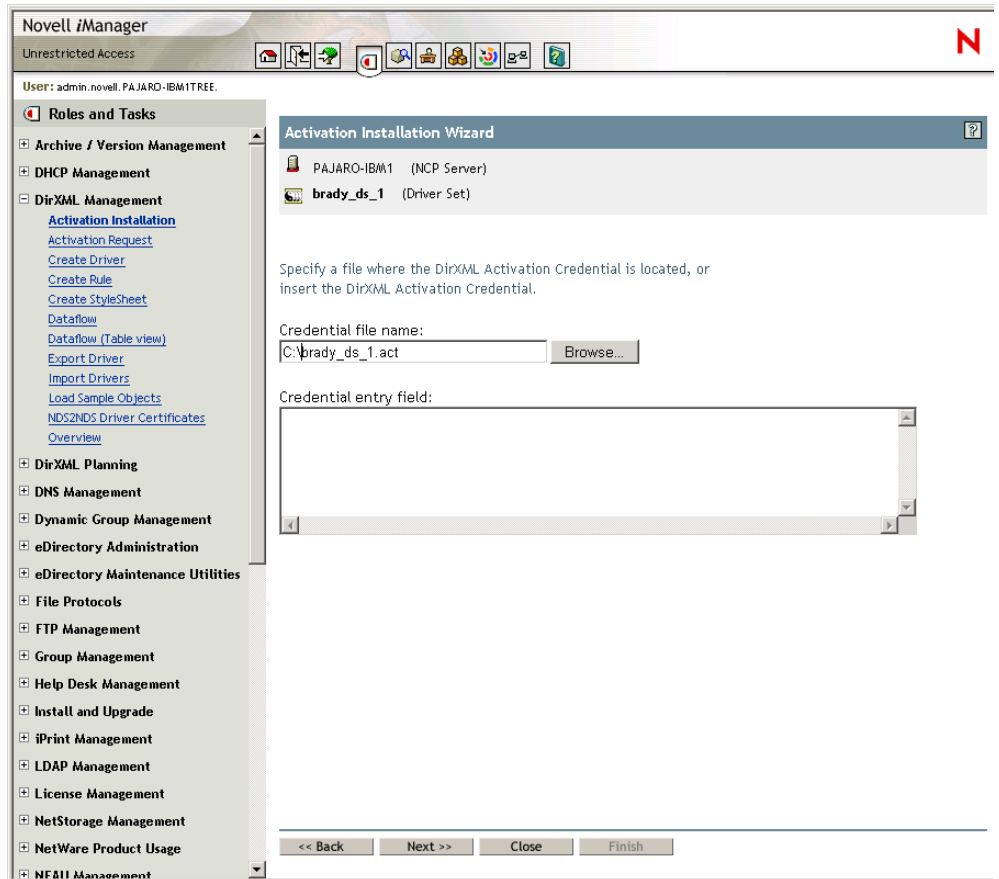 Novell iManager
Unrestricted Access
N
User: admin.novell.PAJARO-IBM1TREE.
Roles and Tasks
Archive / Version Management
DHCP Management
DirXML Management
Activation Installation
Activation Request
Create Driver
Create Rule
Create StyleSheet
Dataflow
Dataflow (Table view)
Export Driver
Import Drivers
Load Sample Objects
NDS2NDS Driver Certificates
Overview
DirXML Planning
DNS Management
Dynamic Group Management
eDirectory Administration
eDirectory Maintenance Utilities
File Protocols
FTP Management
Group Management
Help Desk Management
Install and Upgrade
iPrint Management
LDAP Management
License Management
NetStorage Management
NetWare Product Usage
NFAU Management
Activation Installation Wizard
?
PAJARO-IBM1 (NCP Server)
brady_ds_1 (Driver Set)
Specify a file where the DirXML Activation Credential is located, or
insert the DirXML Activation Credential.
Credential file name:
C:\brady_ds_1.act Browse...
Credential entry field:
<< Back Next >> Close Finish